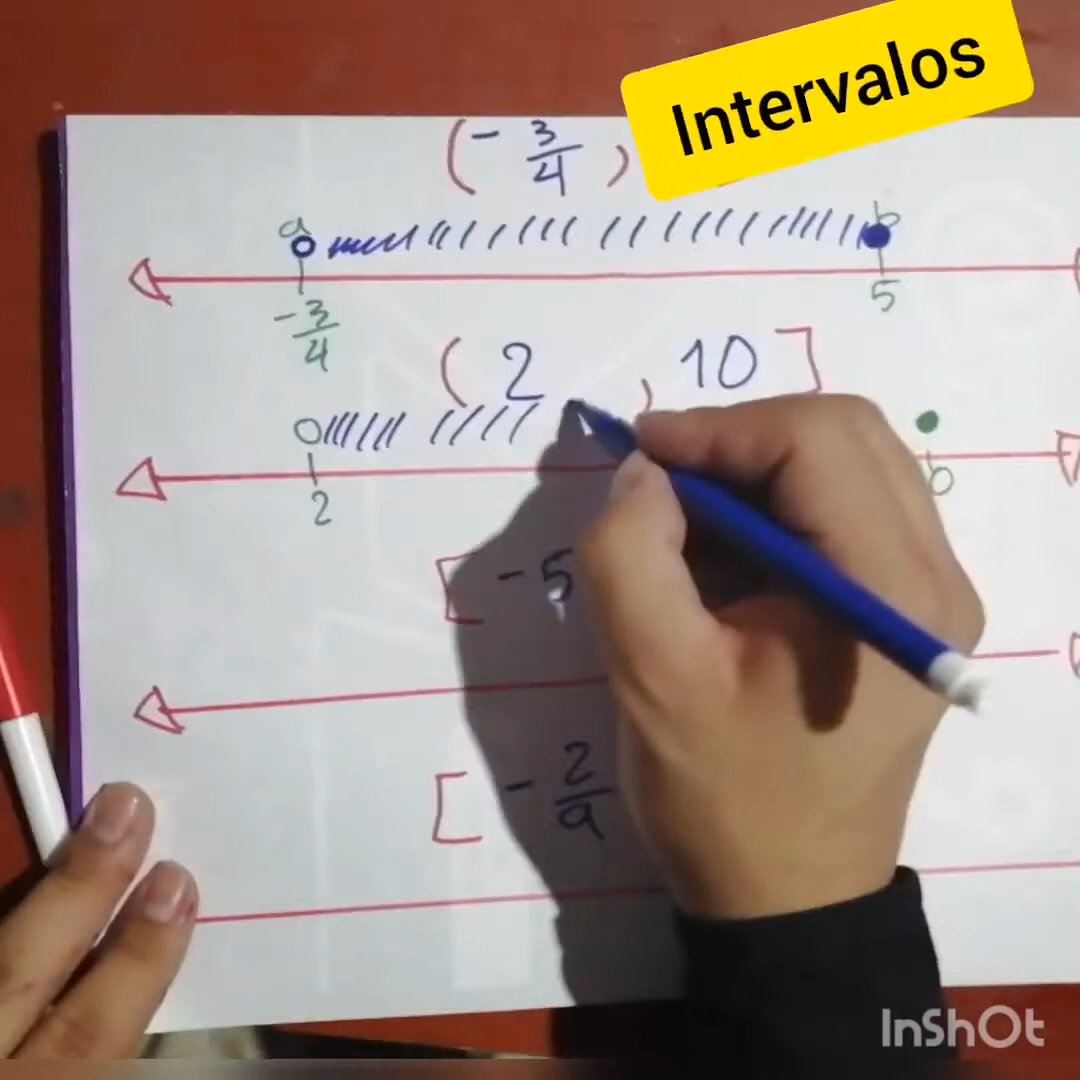 Intervalos
(- 3/4 ,
a b
-3/4 5
( 2 , 10 ]
2
[ -5
[ - 2/9
InShOt